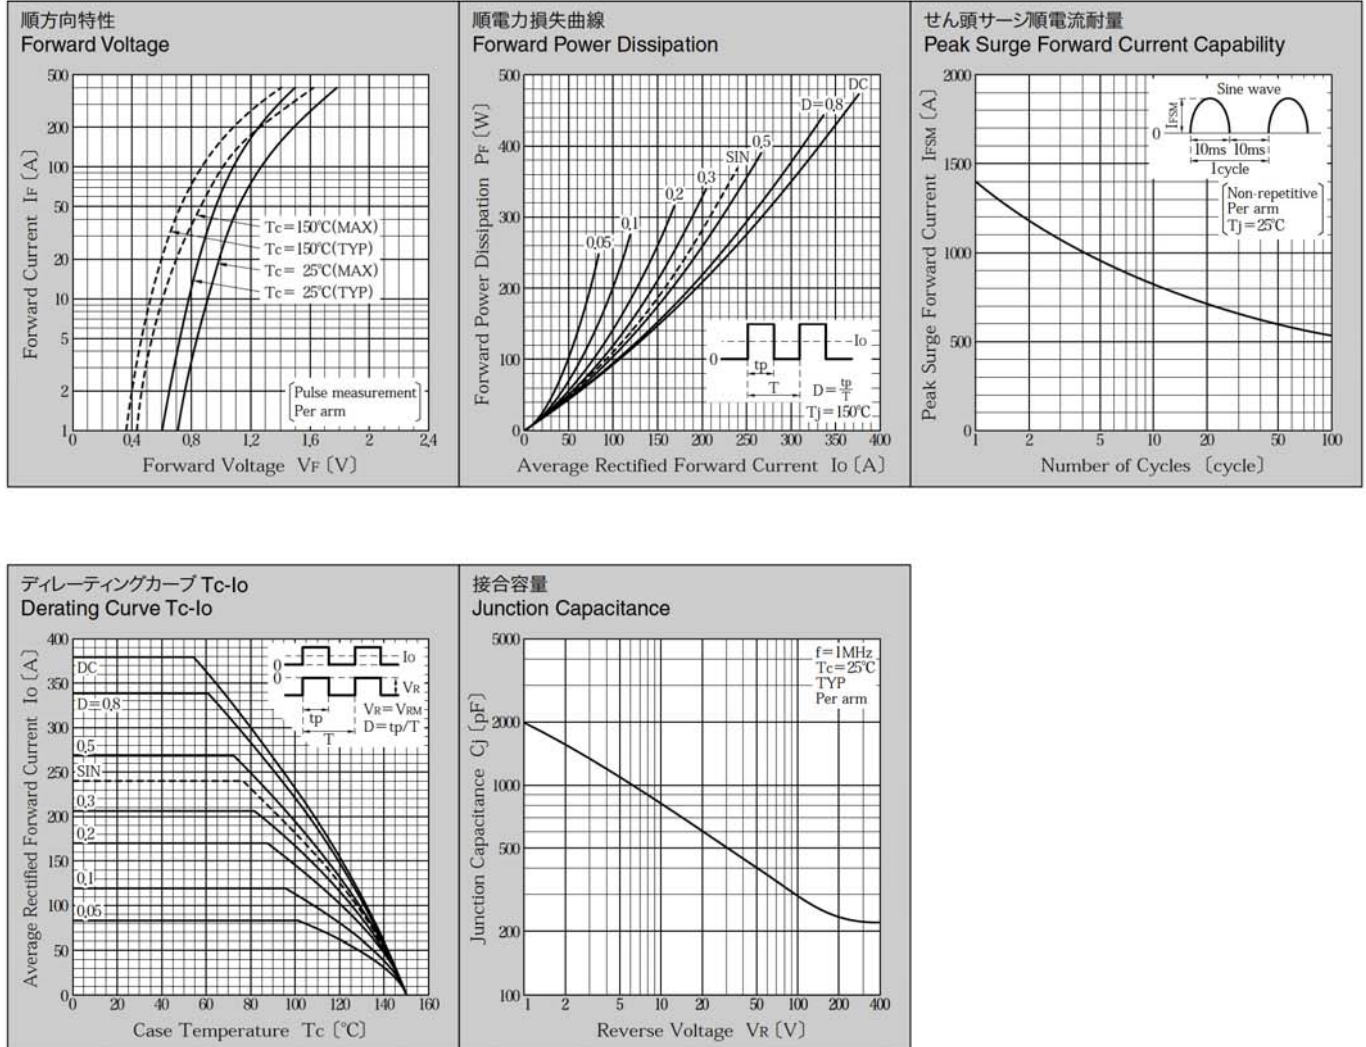 順方向特性
Forward Voltage
Forward Current IF〔A〕
500
200
100
50
20
10
5
2
1
Tc=150℃(MAX)
Tc=150℃(TYP)
Tc= 25℃(MAX)
Tc= 25℃(TYP)
Pulse measurement
Per arm
0 0.4 0.8 1.2 1.6 2 2.4
Forward Voltage VF〔V〕
順電力損失曲線
Forward Power Dissipation
Forward Power Dissipation PF〔W〕
500
400
300
200
100
0
DC
D=0.8
0.5
SIN
0.3
0.2
0.1
0.05
0
Io
tp
T
D=tp/T
Tj=150℃
0 50 100 150 200 250 300 350 400
Average Rectified Forward Current Io〔A〕
せん頭サージ順電流耐量
Peak Surge Forward Current Capability
Peak Surge Forward Current IFSM〔A〕
2000
1500
1000
500
0
Sine wave
IFSM
0
10ms 10ms
1cycle
Non-repetitive
Per arm
Tj=25℃
1 2 5 10 20 50 100
Number of Cycles〔cycle〕
ディレーティングカーブ Tc-Io
Derating Curve Tc-Io
Average Rectified Forward Current Io〔A〕
400
350
300
250
200
150
100
50
0
DC
D=0.8
0.5
SIN
0.3
0.2
0.1
0.05
0
Io
0
VR
tp
T
VR=VRM
D=tp/T
0 20 40 60 80 100 120 140 160
Case Temperature Tc〔℃〕
接合容量
Junction Capacitance
Junction Capacitance Cj〔pF〕
5000
2000
1000
500
200
100
f=1MHz
Tc=25℃
TYP
Per arm
1 2 5 10 20 50 100 200 400
Reverse Voltage VR〔V〕